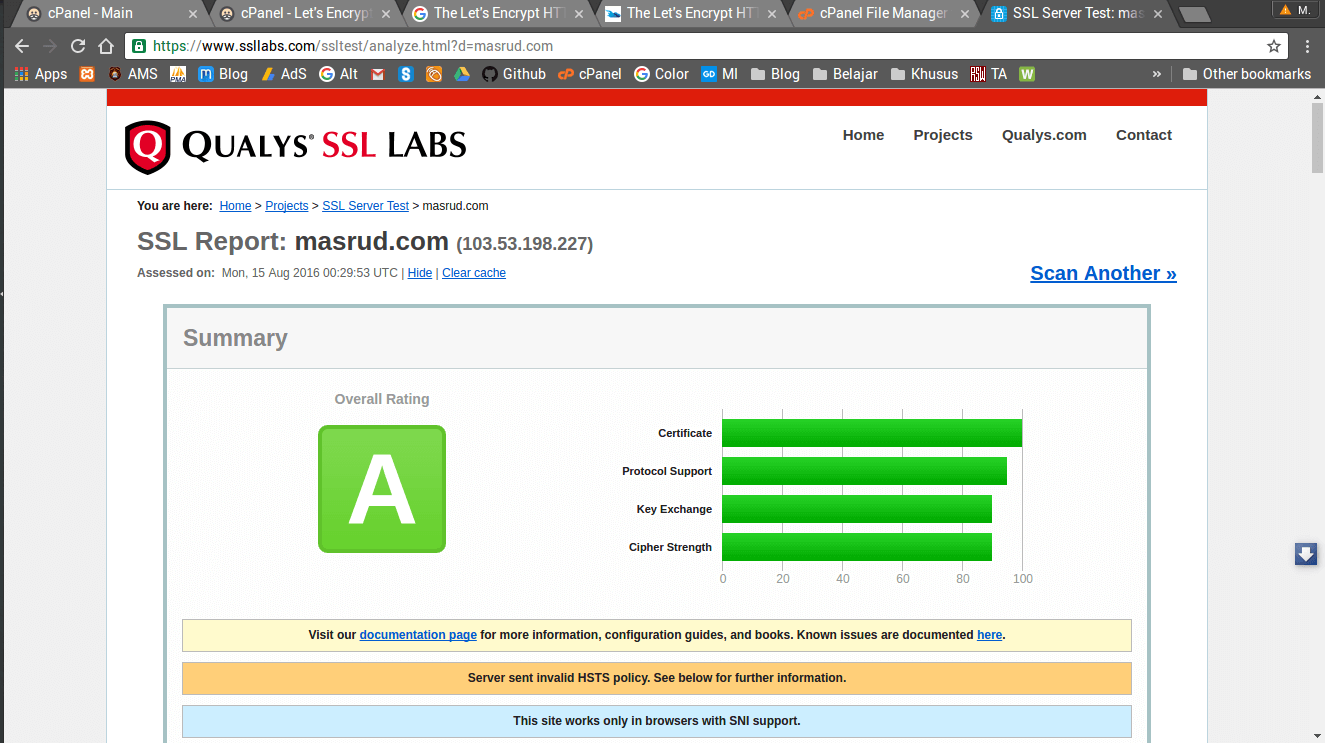 cPanel - Main
cPanel - Let's Encryp
The Let's Encrypt HT
The Let's Encrypt HT
cPanel File Manager
SSL Server Test: mas
M.
https://www.ssllabs.com/ssltest/analyze.html?d=masrud.com
Apps AMS PMA Blog AdS Alt Github cPanel Color GD MI Blog Belajar Khusus TA W » Other bookmarks
QUALYS® SSL LABS
Home Projects Qualys.com Contact
You are here: Home > Projects > SSL Server Test > masrud.com
SSL Report: masrud.com (103.53.198.227)
Assessed on: Mon, 15 Aug 2016 00:29:53 UTC | Hide | Clear cache
Scan Another »
Summary
Overall Rating
A
Certificate
Protocol Support
Key Exchange
Cipher Strength
0 20 40 60 80 100
Visit our documentation page for more information, configuration guides, and books. Known issues are documented here.
Server sent invalid HSTS policy. See below for further information.
This site works only in browsers with SNI support.